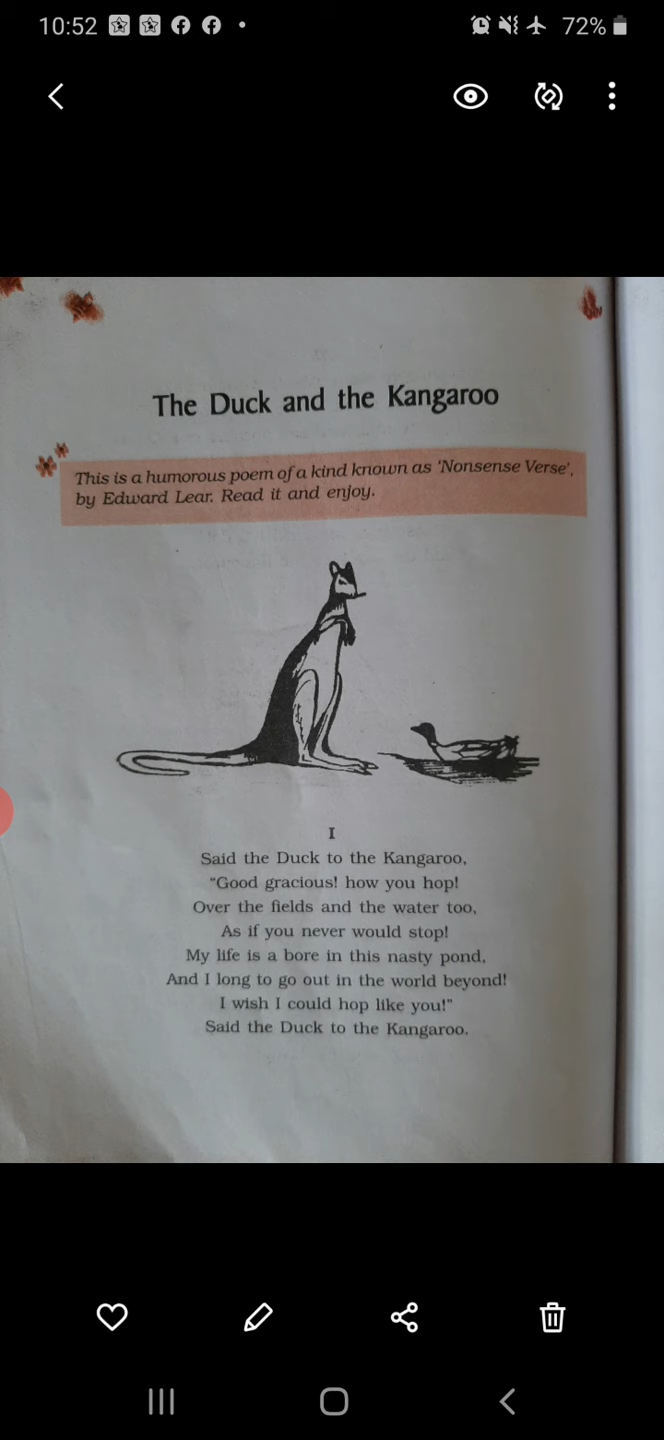 10:52
72%
The Duck and the Kangaroo
This is a humorous poem of a kind known as 'Nonsense Verse',
by Edward Lear. Read it and enjoy.
I
Said the Duck to the Kangaroo,
"Good gracious! how you hop!
Over the fields and the water too,
As if you never would stop!
My life is a bore in this nasty pond,
And I long to go out in the world beyond!
I wish I could hop like you!"
Said the Duck to the Kangaroo.